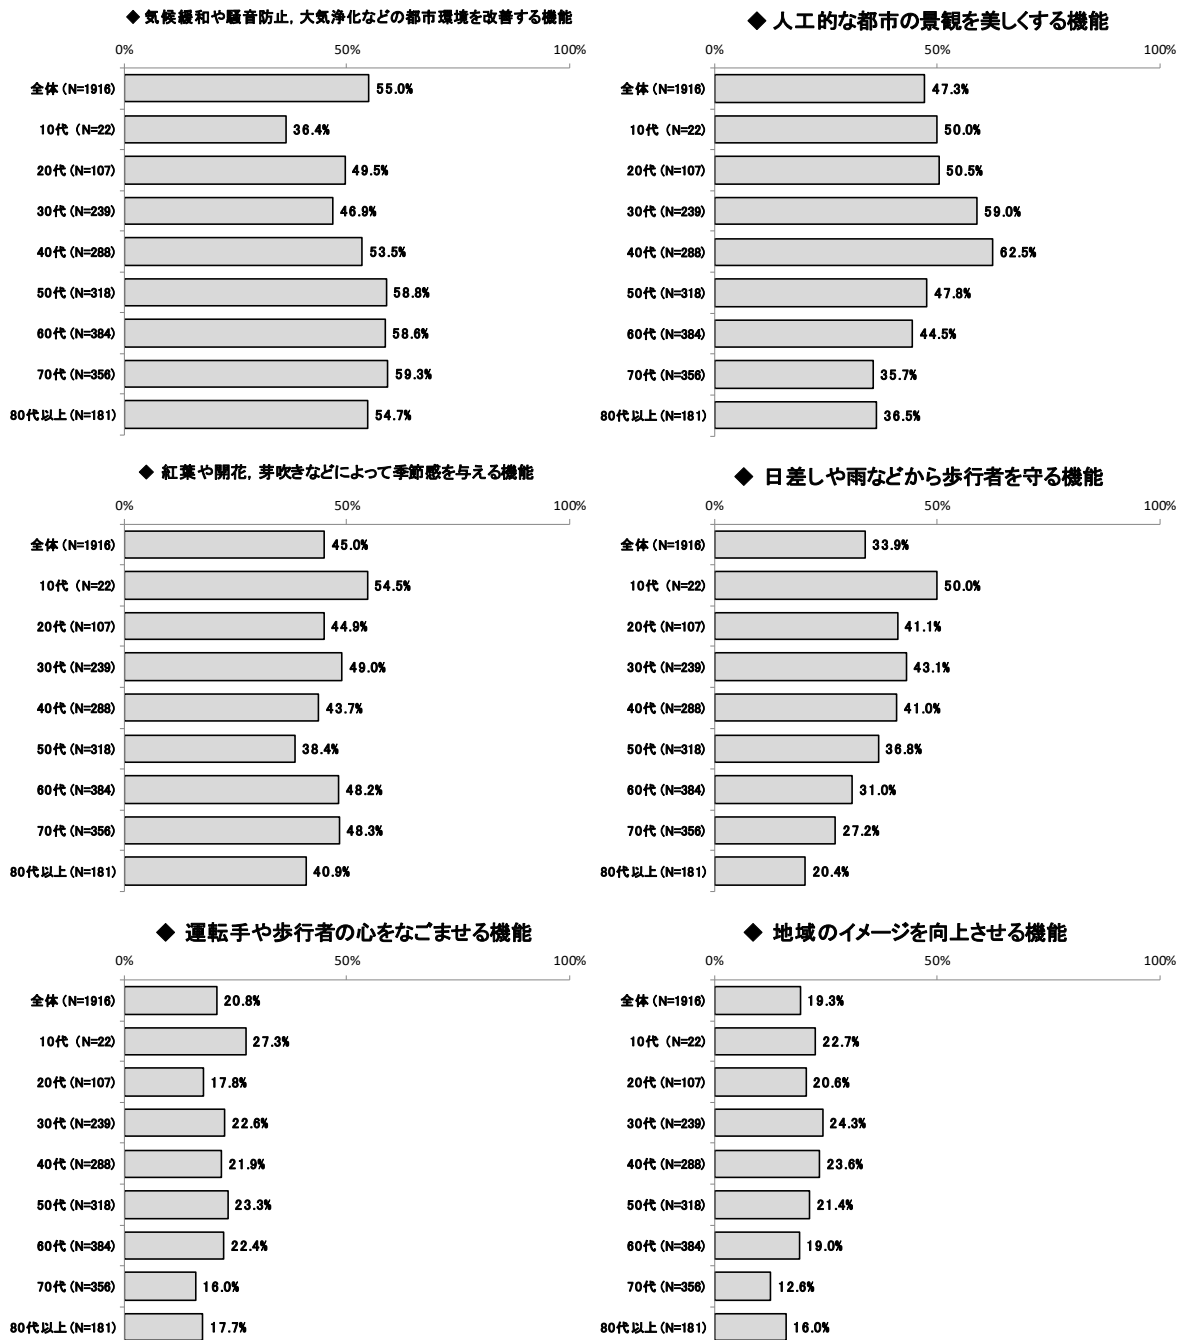 ◆ 気候緩和や騒音防止，大気浄化などの都市環境を改善する機能
0% 50% 100%
全体（N=1916） 55.0%
10代（N=22） 36.4%
20代（N=107） 49.5%
30代（N=239） 46.9%
40代（N=288） 53.5%
50代（N=318） 58.8%
60代（N=384） 58.6%
70代（N=356） 59.3%
80代以上（N=181） 54.7%
◆ 人工的な都市の景観を美しくする機能
0% 50% 100%
全体（N=1916） 47.3%
10代（N=22） 50.0%
20代（N=107） 50.5%
30代（N=239） 59.0%
40代（N=288） 62.5%
50代（N=318） 47.8%
60代（N=384） 44.5%
70代（N=356） 35.7%
80代以上（N=181） 36.5%
◆ 紅葉や開花，芽吹きなどによって季節感を与える機能
0% 50% 100%
全体（N=1916） 45.0%
10代（N=22） 54.5%
20代（N=107） 44.9%
30代（N=239） 49.0%
40代（N=288） 43.7%
50代（N=318） 38.4%
60代（N=384） 48.2%
70代（N=356） 48.3%
80代以上（N=181） 40.9%
◆ 日差しや雨などから歩行者を守る機能
0% 50% 100%
全体（N=1916） 33.9%
10代（N=22） 50.0%
20代（N=107） 41.1%
30代（N=239） 43.1%
40代（N=288） 41.0%
50代（N=318） 36.8%
60代（N=384） 31.0%
70代（N=356） 27.2%
80代以上（N=181） 20.4%
◆ 運転手や歩行者の心をなごませる機能
0% 50% 100%
全体（N=1916） 20.8%
10代（N=22） 27.3%
20代（N=107） 17.8%
30代（N=239） 22.6%
40代（N=288） 21.9%
50代（N=318） 23.3%
60代（N=384） 22.4%
70代（N=356） 16.0%
80代以上（N=181） 17.7%
◆ 地域のイメージを向上させる機能
0% 50% 100%
全体（N=1916） 19.3%
10代（N=22） 22.7%
20代（N=107） 20.6%
30代（N=239） 24.3%
40代（N=288） 23.6%
50代（N=318） 21.4%
60代（N=384） 19.0%
70代（N=356） 12.6%
80代以上（N=181） 16.0%